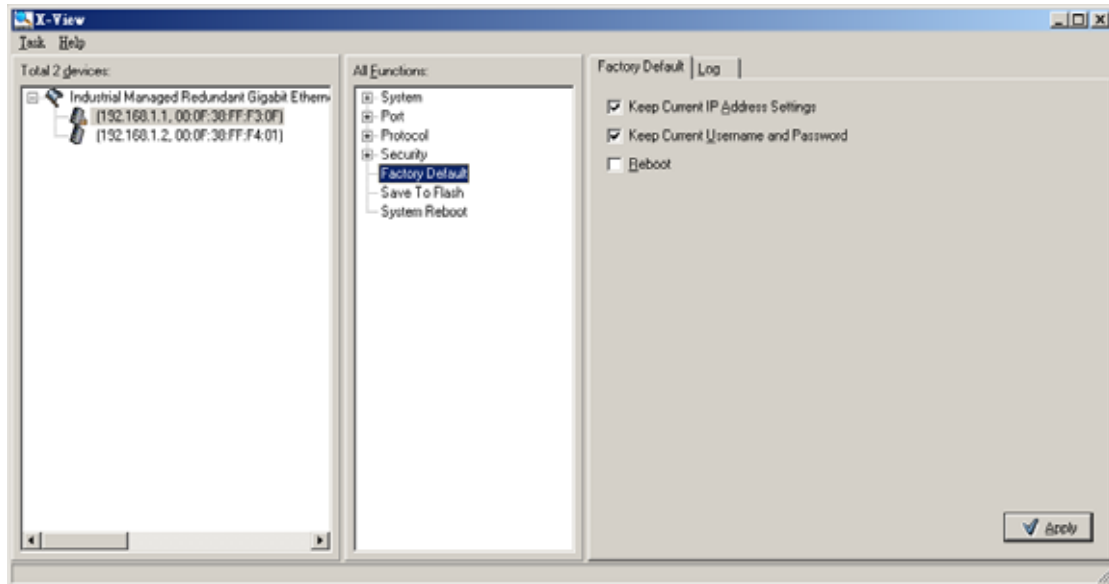 X-View
Task Help
Total 2 devices:
Industrial Managed Redundant Gigabit Ethern
(192.168.1.1, 00:0F:38:FF:F3:0F)
(192.168.1.2, 00:0F:38:FF:F4:01)
All Functions:
System
Port
Protocol
Security
Factory Default
Save To Flash
System Reboot
Factory Default Log
Keep Current IP Address Settings
Keep Current Username and Password
Reboot
Apply